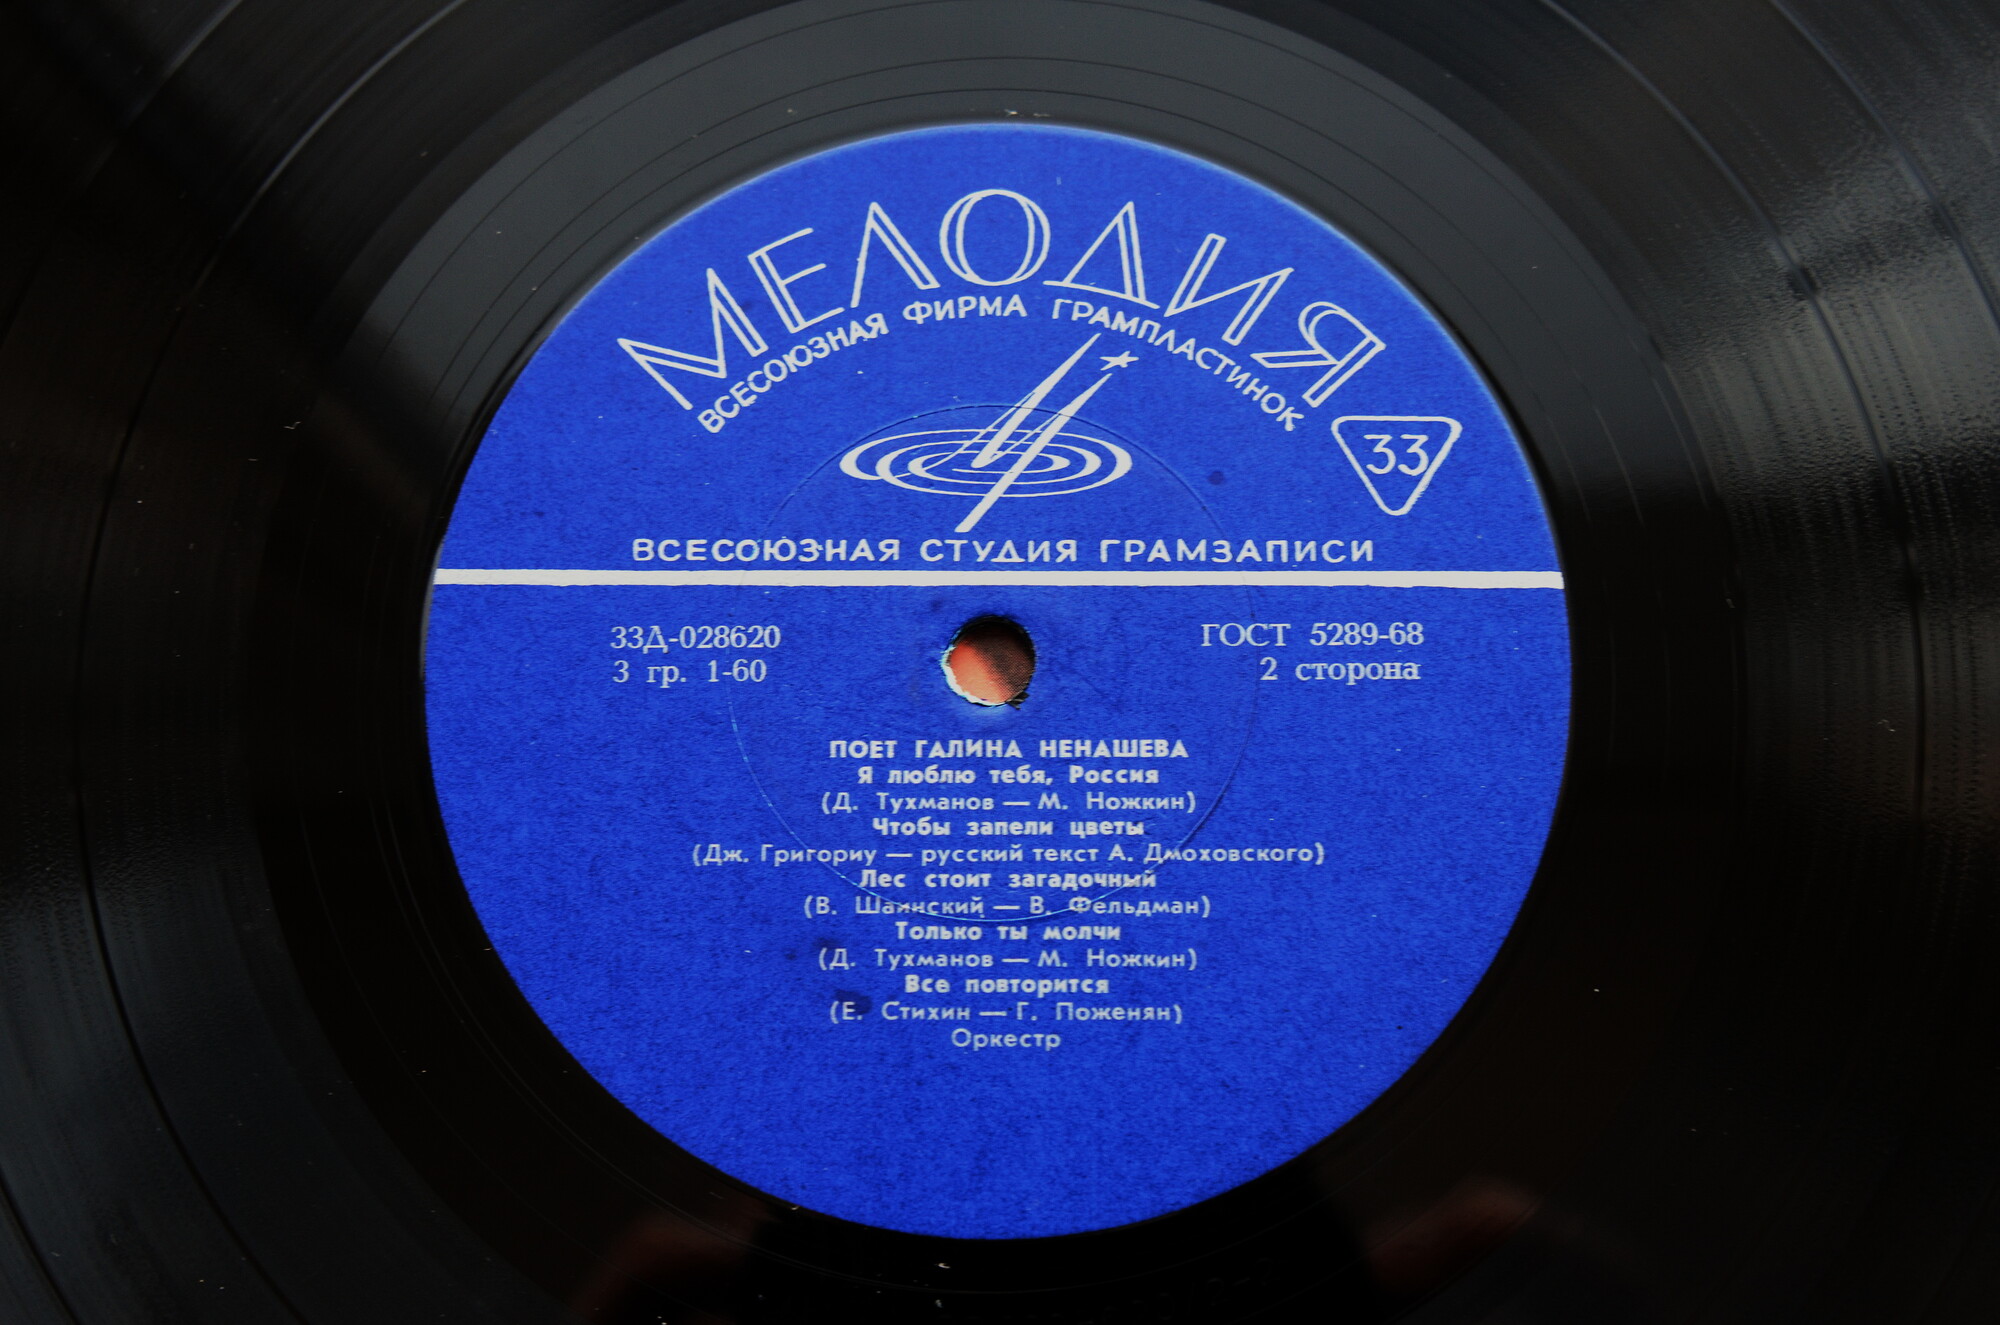 МЕЛОДИЯ
ВСЕСОЮЗНАЯ ФИРМА ГРАМПЛАСТИНОК
33
ВСЕСОЮЗНАЯ СТУДИЯ ГРАМЗАПИСИ
33Д-028620
3 гр. 1-60
ГОСТ 5289-68
2 сторона
ПОЕТ ГАЛИНА НЕНАШЕВА
Я люблю тебя, Россия
(Д. Тухманов — М. Ножкин)
Чтобы запели цветы
(Дж. Григориу — русский текст А. Дмоховского)
Лес стоит загадочный
(В. Шаинский — В. Фельдман)
Только ты молчи
(Д. Тухманов — М. Ножкин)
Все повторится
(Е. Стихин — Г. Поженян)
Оркестр